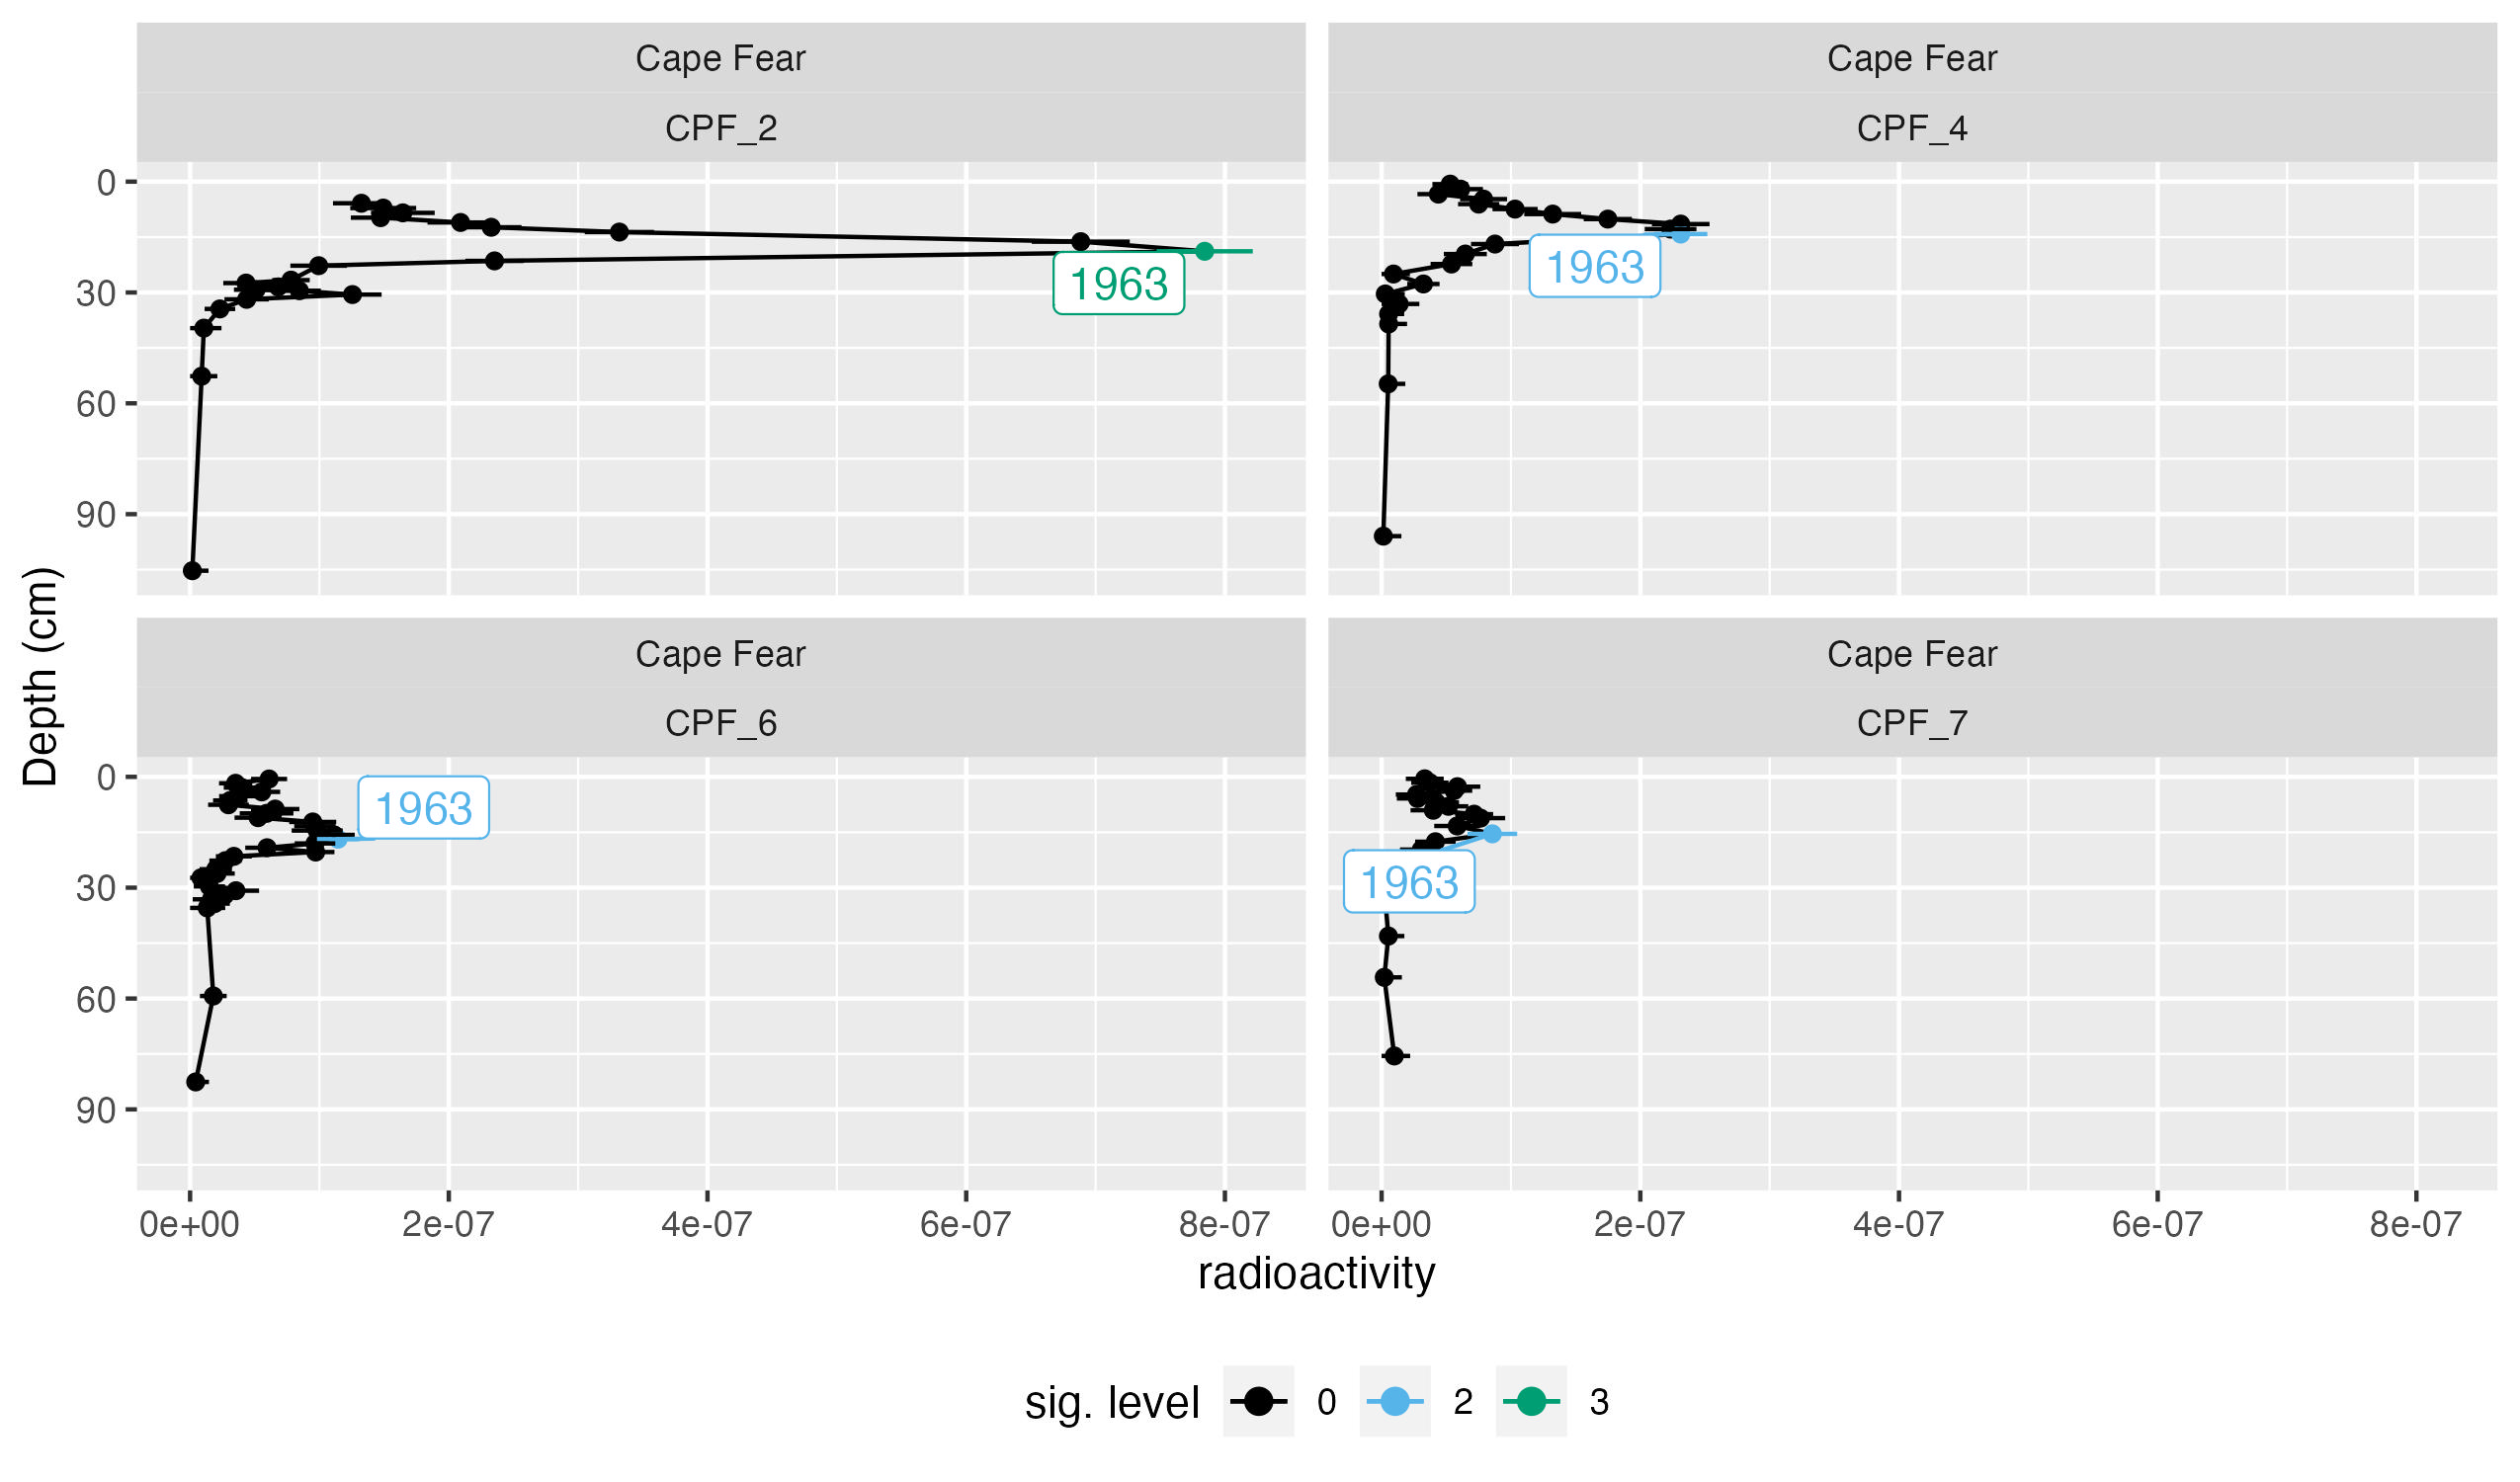 Cape Fear
CPF_2
Cape Fear
CPF_4
0
30
60
90
1963
1963
Depth (cm)
Cape Fear
CPF_6
Cape Fear
CPF_7
0
30
60
90
1963
1963
0e+00 2e-07 4e-07 6e-07 8e-07
0e+00 2e-07 4e-07 6e-07 8e-07
radioactivity
sig. level 0 2 3